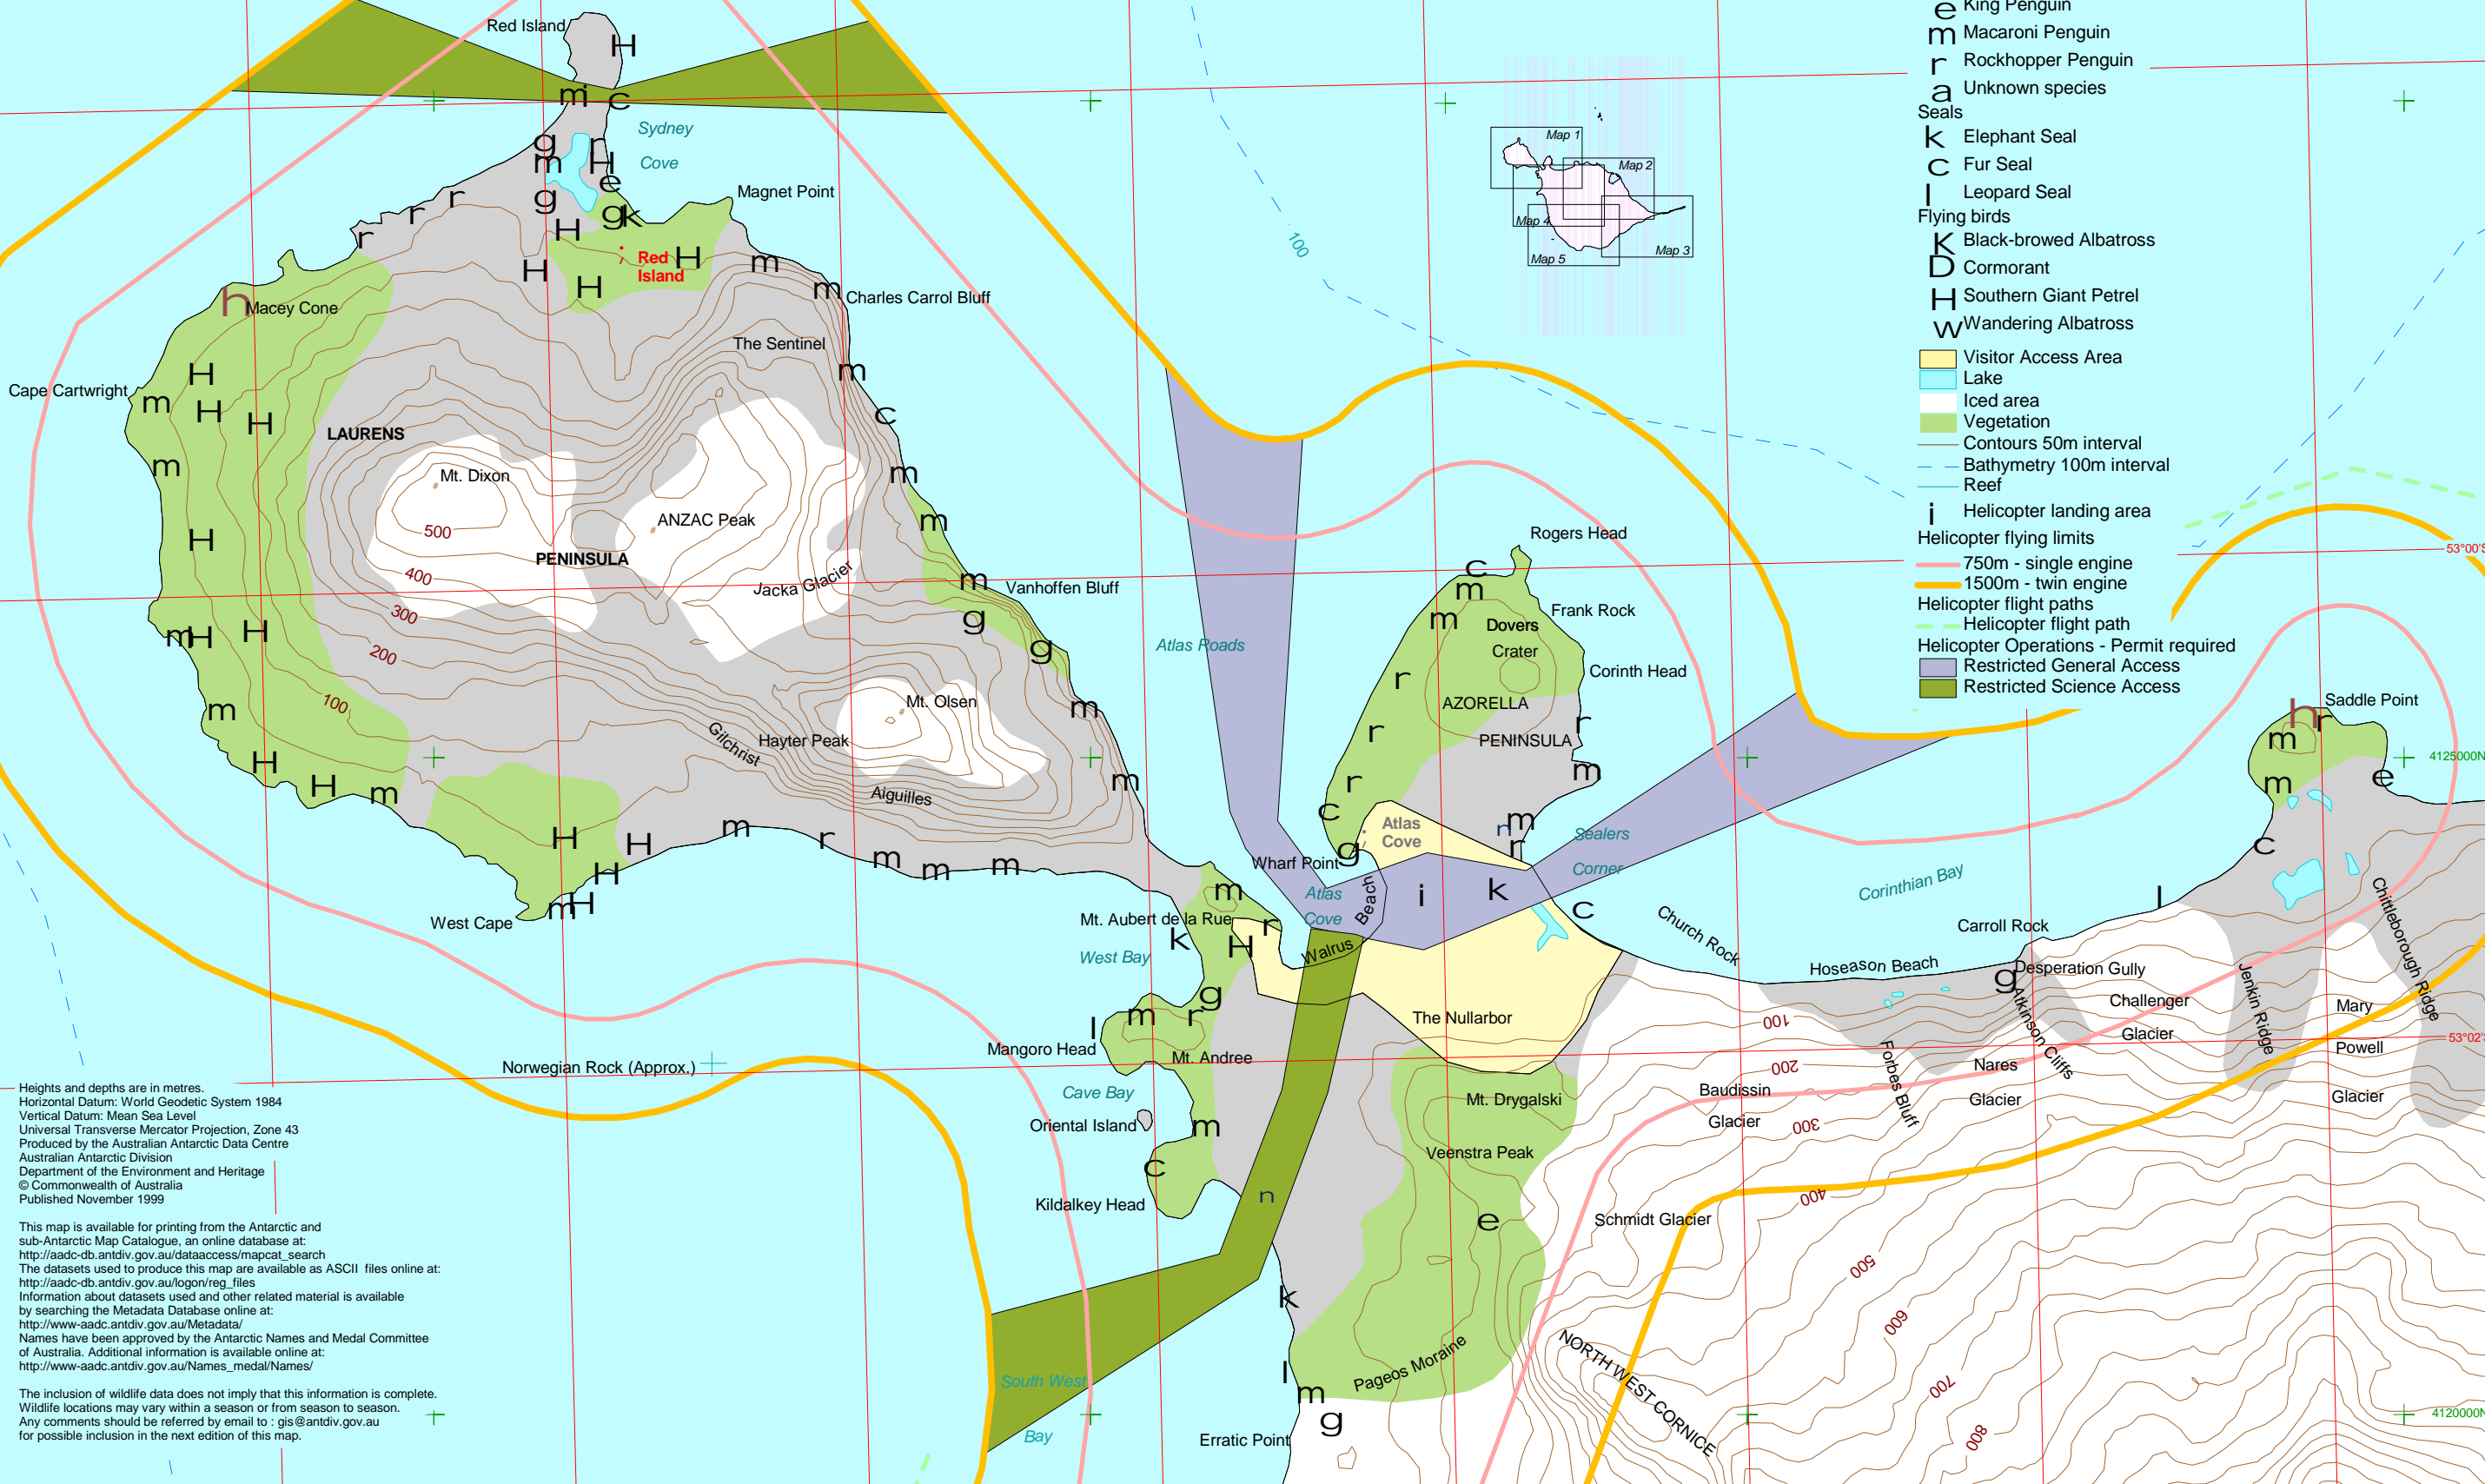 Red Island
H
m
i
c
Sydney
Cove
g
n
m
H
e
g
g
k
H
Magnet Point
r
r
r
H
H
H
Red
Island
m
m
Charles Carrol Bluff
h
Macey Cone
The Sentinel
Cape Cartwright
H
m
H
H
m
c
LAURENS
m
Mt. Dixon
m
500
ANZAC Peak
m
H
PENINSULA
400
Jacka Glacier
m
Vanhoffen Bluff
300
g
m
H
H
200
g
m
100
Mt. Olsen
m
Gilchrist
Hayter Peak
H
H
m
Aiguilles
m
H
H
m
r
m
m
m
H
West Cape
m
H
100
Map 1
Map 2
Map 4
Map 3
Map 5
e King Penguin
m Macaroni Penguin
r Rockhopper Penguin
a Unknown species
Seals
k Elephant Seal
c Fur Seal
l Leopard Seal
Flying birds
K Black-browed Albatross
D Cormorant
H Southern Giant Petrel
w Wandering Albatross
Visitor Access Area
Lake
Iced area
Vegetation
Contours 50m interval
Bathymetry 100m interval
Reef
i Helicopter landing area
Helicopter flying limits
750m - single engine
1500m - twin engine
Helicopter flight paths
Helicopter flight path
Helicopter Operations - Permit required
Restricted General Access
Restricted Science Access
53°00'S
Rogers Head
c
m
m
Frank Rock
Dovers
Crater
Atlas Roads
r
Corinth Head
AZORELLA
r
r
PENINSULA
r
m
c
Atlas
Cove
n
m
r
Sealers
Corner
g
Wharf Point
Beach
i
k
c
Atlas
Cove
m
Mt. Aubert de la Rue
r
k
H
Walrus
West Bay
g
l
m
r
Mangoro Head
Mt. Andree
The Nullarbor
Norwegian Rock (Approx.)
Cave Bay
Oriental Island
m
c
Kildalkey Head
n
Mt. Drygalski
Veenstra Peak
e
k
l
m
g
Pageos Moraine
Erratic Point
South West
Bay
Saddle Point
h
r
m
m
e
4125000N
c
Corinthian Bay
l
Church Rock
Carroll Rock
Chittleborough Ridge
Hoseason Beach
g
Desperation Gully
Atkinson Cliffs
Challenger
Glacier
Jenkin Ridge
Mary
Powell
Glacier
53°02'S
100
200
300
400
500
600
700
800
Forbes Bluff
Nares
Glacier
Baudissin
Glacier
Schmidt Glacier
NORTH WEST CORNICE
4120000N
Heights and depths are in metres.
Horizontal Datum: World Geodetic System 1984
Vertical Datum: Mean Sea Level
Universal Transverse Mercator Projection, Zone 43
Produced by the Australian Antarctic Data Centre
Australian Antarctic Division
Department of the Environment and Heritage
© Commonwealth of Australia
Published November 1999
This map is available for printing from the Antarctic and
sub-Antarctic Map Catalogue, an online database at:
http://aadc-db.antdiv.gov.au/dataaccess/mapcat_search
The datasets used to produce this map are available as ASCII files online at:
http://aadc-db.antdiv.gov.au/logon/reg_files
Information about datasets used and other related material is available
by searching the Metadata Database online at:
http://www-aadc.antdiv.gov.au/Metadata/
Names have been approved by the Antarctic Names and Medal Committee
of Australia. Additional information is available online at:
http://www-aadc.antdiv.gov.au/Names_medal/Names/
The inclusion of wildlife data does not imply that this information is complete.
Wildlife locations may vary within a season or from season to season.
Any comments should be referred by email to : gis@antdiv.gov.au
for possible inclusion in the next edition of this map.